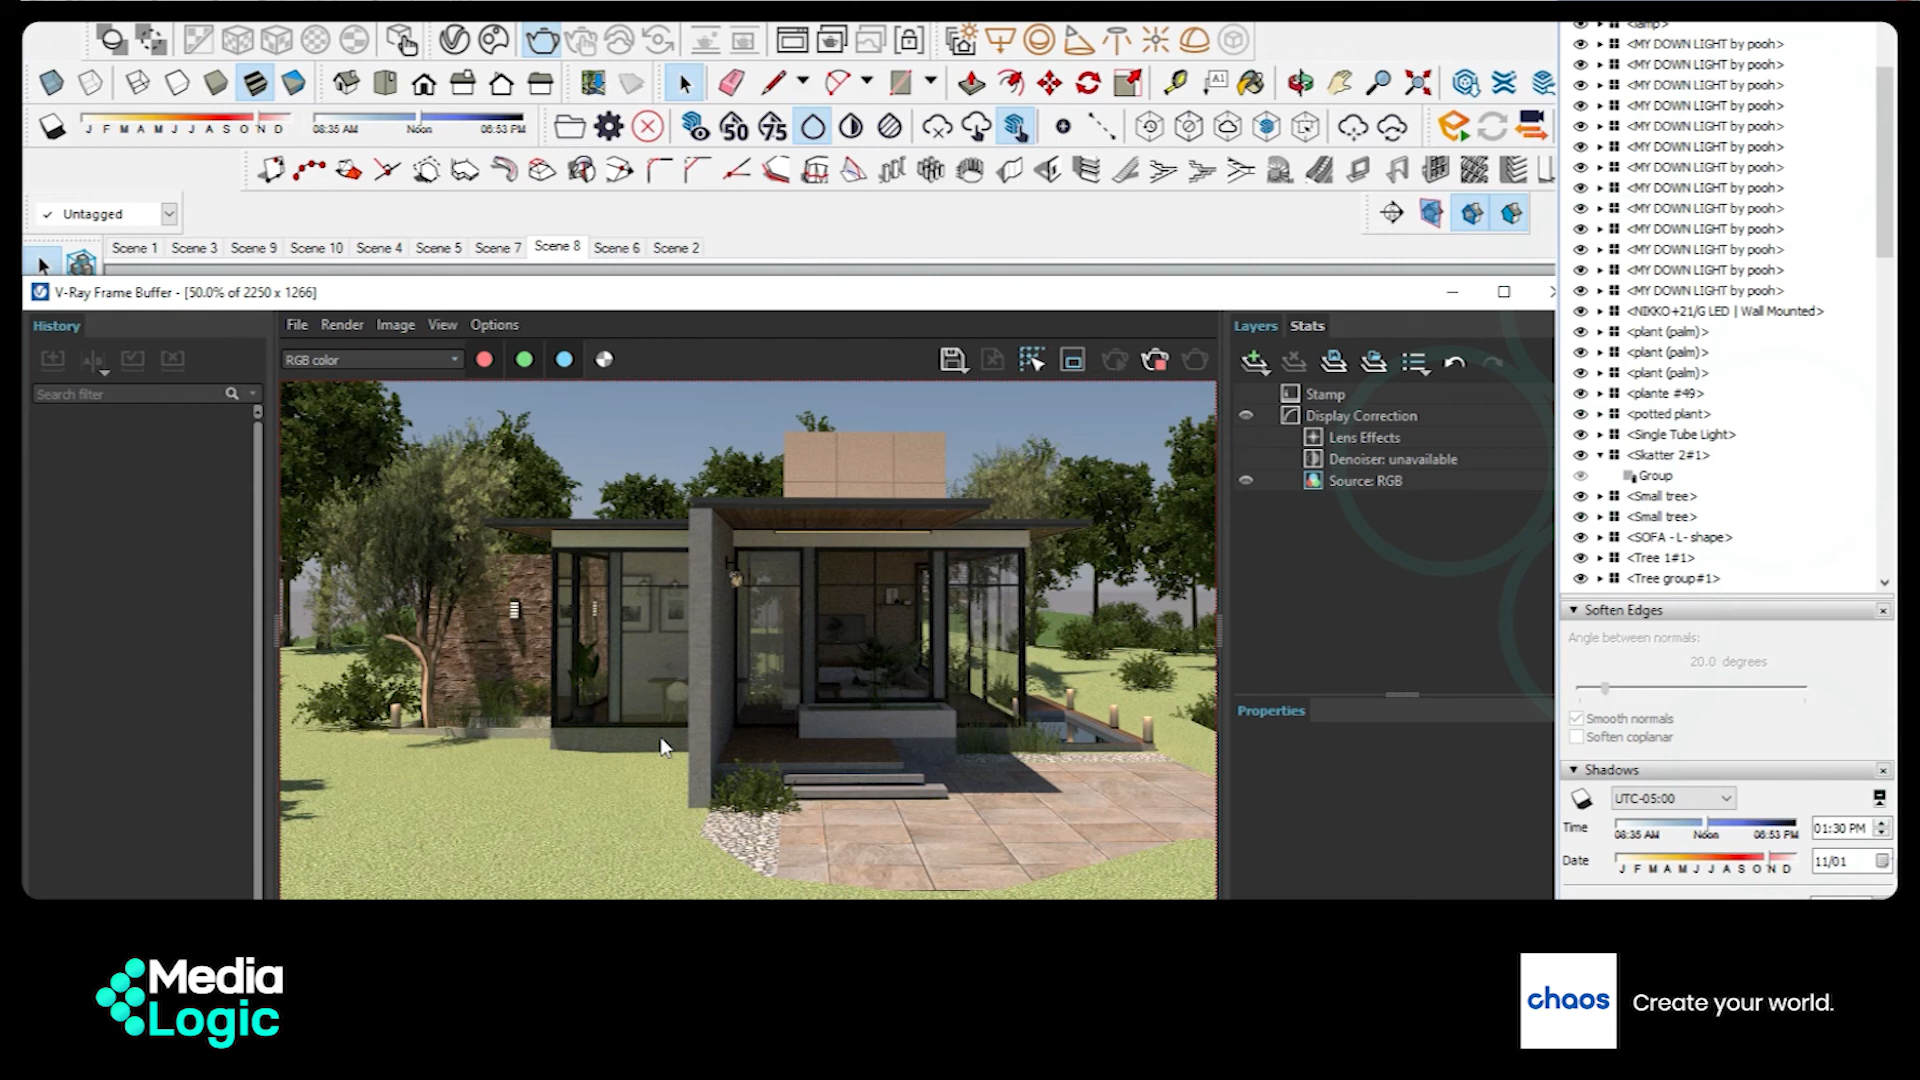 J F M A M J J A S O N D
08:35 AM Noon 06:53 PM
50 75
A1
Untagged
Scene 1 Scene 3 Scene 9 Scene 10 Scene 4 Scene 5 Scene 7 Scene 8 Scene 6 Scene 2
V-Ray Frame Buffer - [50.0% of 2250 x 1266]
History
File Render Image View Options
RGB color
Search filter
Layers Stats
Stamp
Display Correction
Lens Effects
Denoiser: unavailable
Source: RGB
Properties
<lamp>
<MY DOWN LIGHT by pooh>
<MY DOWN LIGHT by pooh>
<MY DOWN LIGHT by pooh>
<MY DOWN LIGHT by pooh>
<MY DOWN LIGHT by pooh>
<MY DOWN LIGHT by pooh>
<MY DOWN LIGHT by pooh>
<MY DOWN LIGHT by pooh>
<MY DOWN LIGHT by pooh>
<MY DOWN LIGHT by pooh>
<MY DOWN LIGHT by pooh>
<MY DOWN LIGHT by pooh>
<MY DOWN LIGHT by pooh>
<NIKKO+21/G LED | Wall Mounted>
<plant (palm)>
<plant (palm)>
<plant (palm)>
<plante #49>
<potted plant>
<Single Tube Light>
<Skatter 2#1>
Group
<Small tree>
<Small tree>
<SOFA - L- shape>
<Tree 1#1>
<Tree group#1>
Soften Edges
Angle between normals:
20.0 degrees
Smooth normals
Soften coplanar
Shadows
UTC-05:00
Time 08:35 AM Noon 06:53 PM 01:30 PM
Date J F M A M J J A S O N D 11/01
Media
Logic
chaos
Create your world.